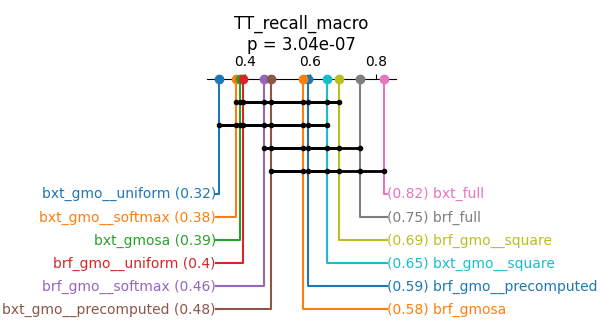 TT_recall_macro
p = 3.04e-07
0.4 0.6 0.8
bxt_gmo__uniform (0.32) (0.82) bxt_full
bxt_gmo__softmax (0.38) (0.75) brf_full
bxt_gmosa (0.39) (0.69) brf_gmo__square
brf_gmo__uniform (0.4) (0.65) bxt_gmo__square
brf_gmo__softmax (0.46) (0.59) brf_gmo__precomputed
bxt_gmo__precomputed (0.48) (0.58) brf_gmosa